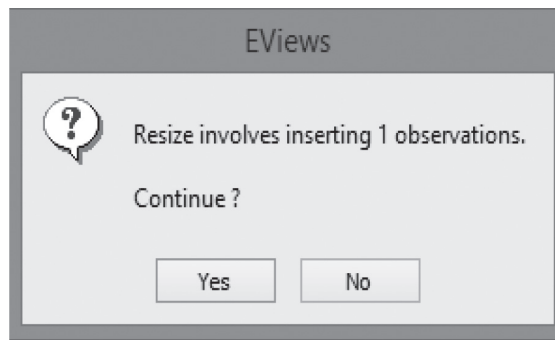 EViews
?
Resize involves inserting 1 observations.
Continue ?
Yes No